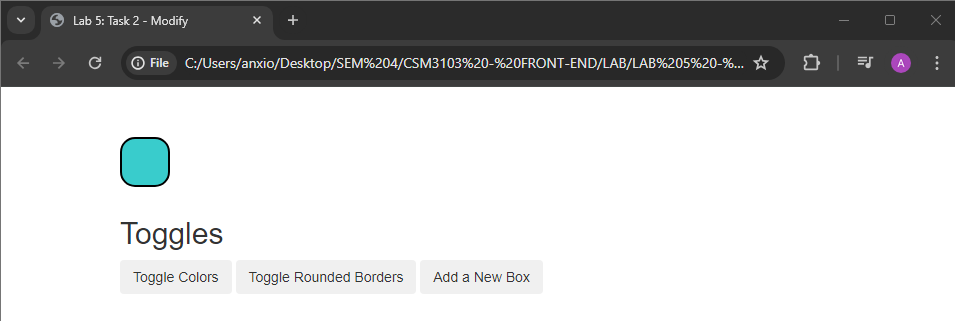 Lab 5: Task 2 - Modify
File C:/Users/anxio/Desktop/SEM%204/CSM3103%20-%20FRONT-END/LAB/LAB%205%20-%... A
Toggles
Toggle Colors Toggle Rounded Borders Add a New Box